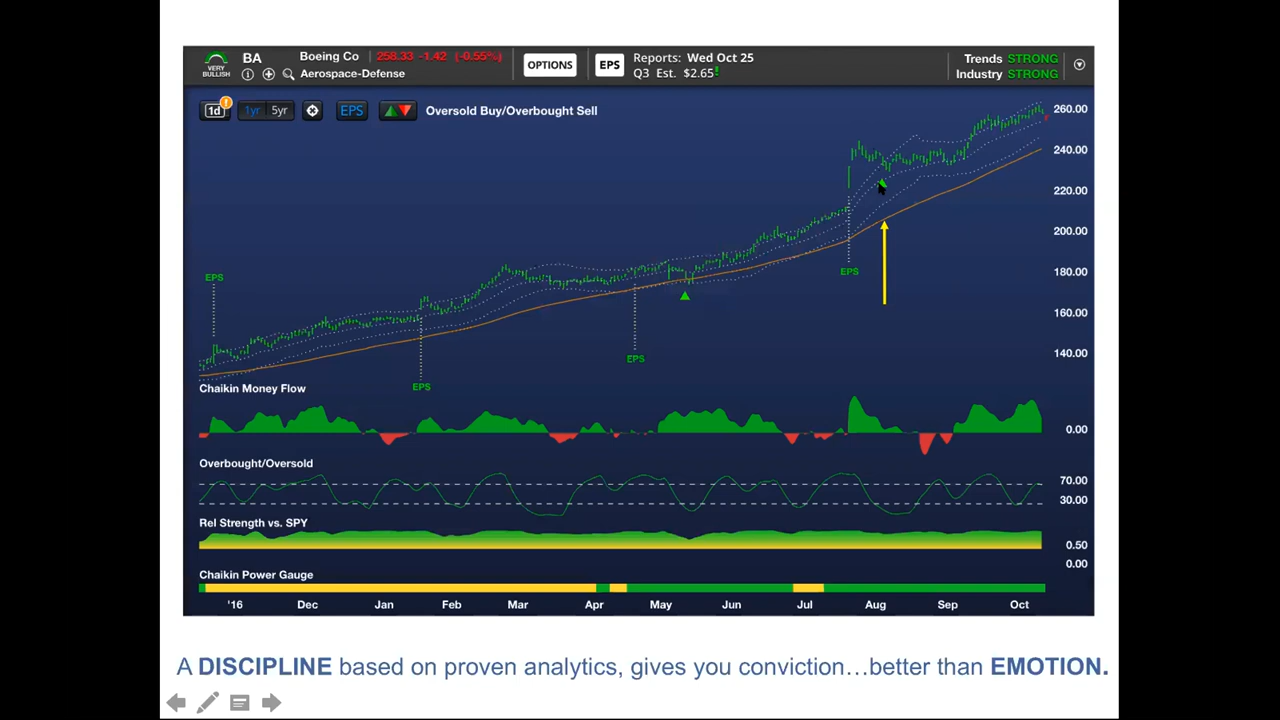 BA
Boeing Co
258.33 -1.42 (-0.55%)
VERY
BULLISH
Aerospace-Defense
OPTIONS
EPS
Reports: Wed Oct 25
Q3 Est. $2.65!
Trends STRONG
Industry STRONG
1d
!
1yr 5yr
EPS
Oversold Buy/Overbought Sell
260.00
240.00
220.00
200.00
180.00
160.00
140.00
EPS
EPS
EPS
EPS
Chaikin Money Flow
0.00
Overbought/Oversold
70.00
30.00
Rel Strength vs. SPY
0.50
0.00
Chaikin Power Gauge
'16 Dec Jan Feb Mar Apr May Jun Jul Aug Sep Oct
A DISCIPLINE based on proven analytics, gives you conviction…better than EMOTION.